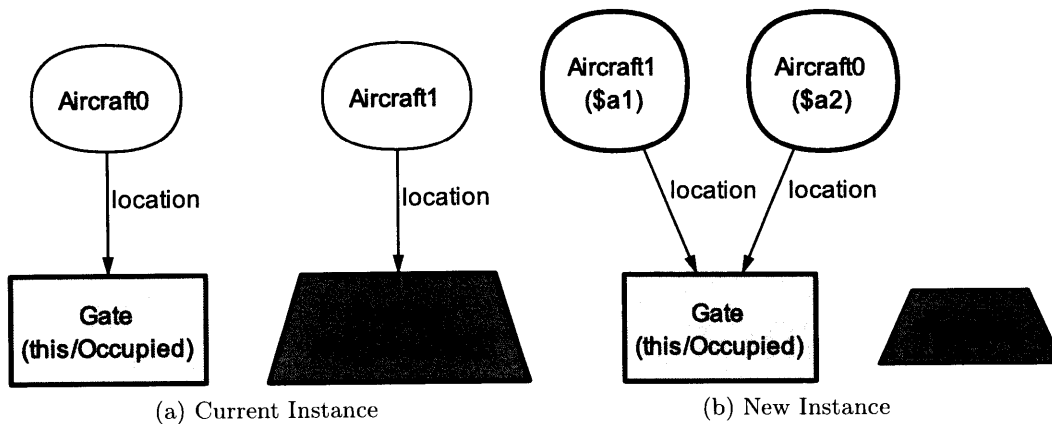 Aircraft0
Aircraft1
Aircraft1
($a1)
Aircraft0
($a2)
location
location
location
location
Gate
(this/Occupied)
Gate
(this/Occupied)
(a) Current Instance
(b) New Instance